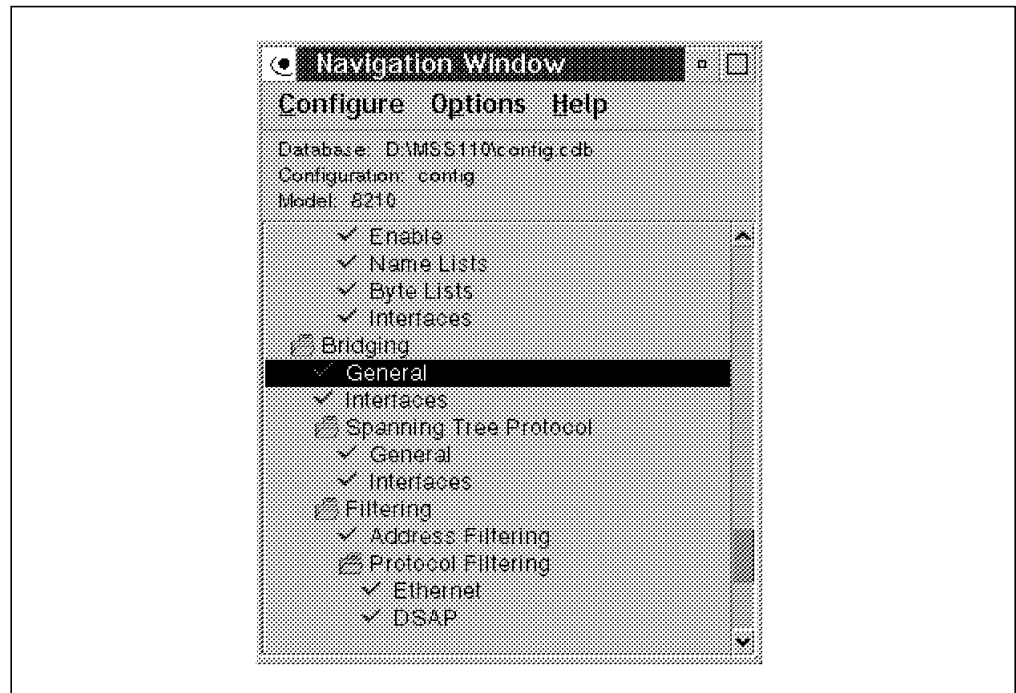 Navigation Window
Configure Options Help
Database: D:\MSS110\config.cdb
Configuration: config
Model: 8210
Enable
Name Lists
Byte Lists
Interfaces
Bridging
General
Interfaces
Spanning Tree Protocol
General
Interfaces
Filtering
Address Filtering
Protocol Filtering
Ethernet
DSAP